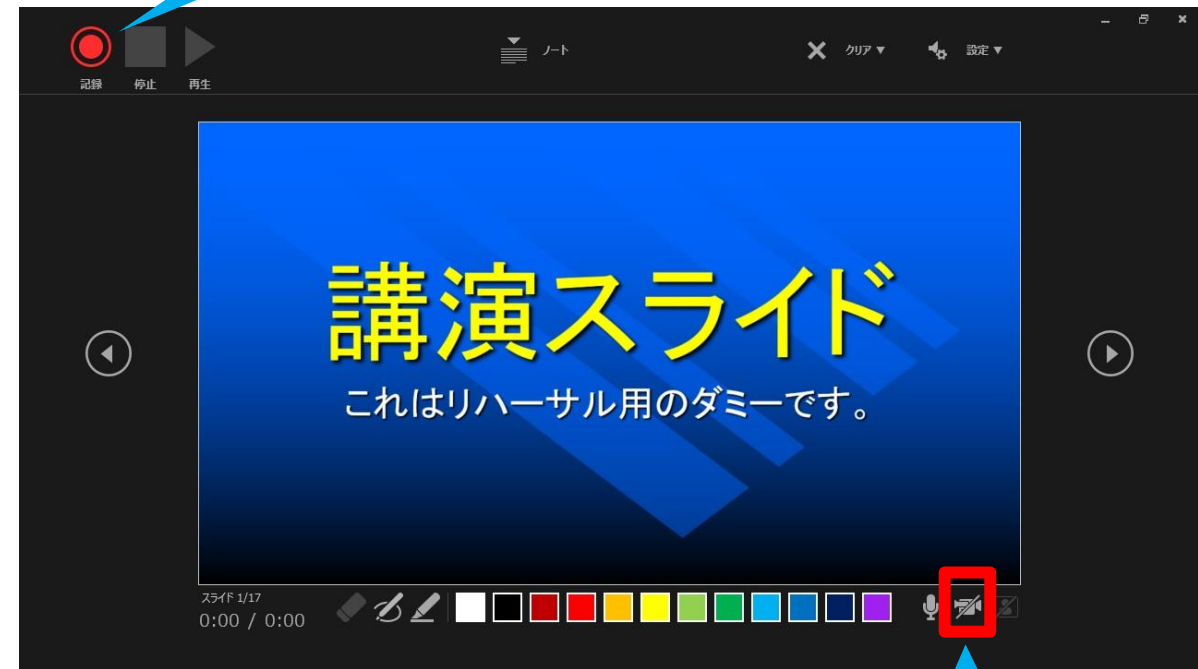 記録
停止
再生
ノート
クリア ▼
設定 ▼
講演スライド
これはリハーサル用のダミーです。
スライド 1/17
0:00 / 0:00